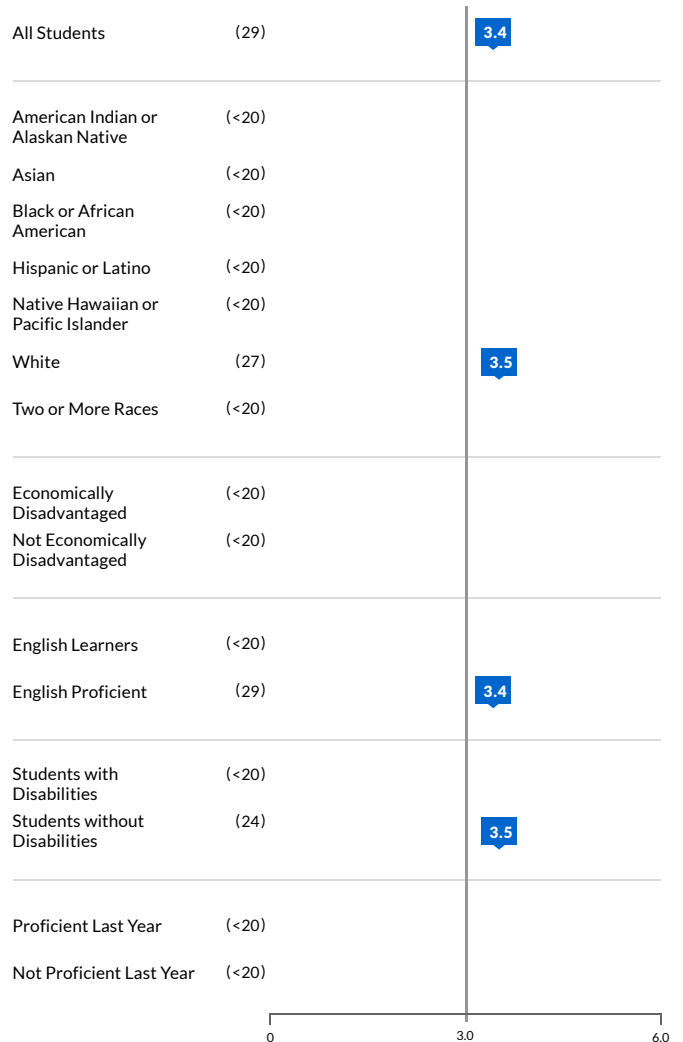 All Students (29) 3.4
American Indian or (<20)
Alaskan Native
Asian (<20)
Black or African (<20)
American
Hispanic or Latino (<20)
Native Hawaiian or (<20)
Pacific Islander
White (27) 3.5
Two or More Races (<20)
Economically (<20)
Disadvantaged
Not Economically (<20)
Disadvantaged
English Learners (<20)
English Proficient (29) 3.4
Students with (<20)
Disabilities
Students without (24) 3.5
Disabilities
Proficient Last Year (<20)
Not Proficient Last Year (<20)
0 3.0 6.0